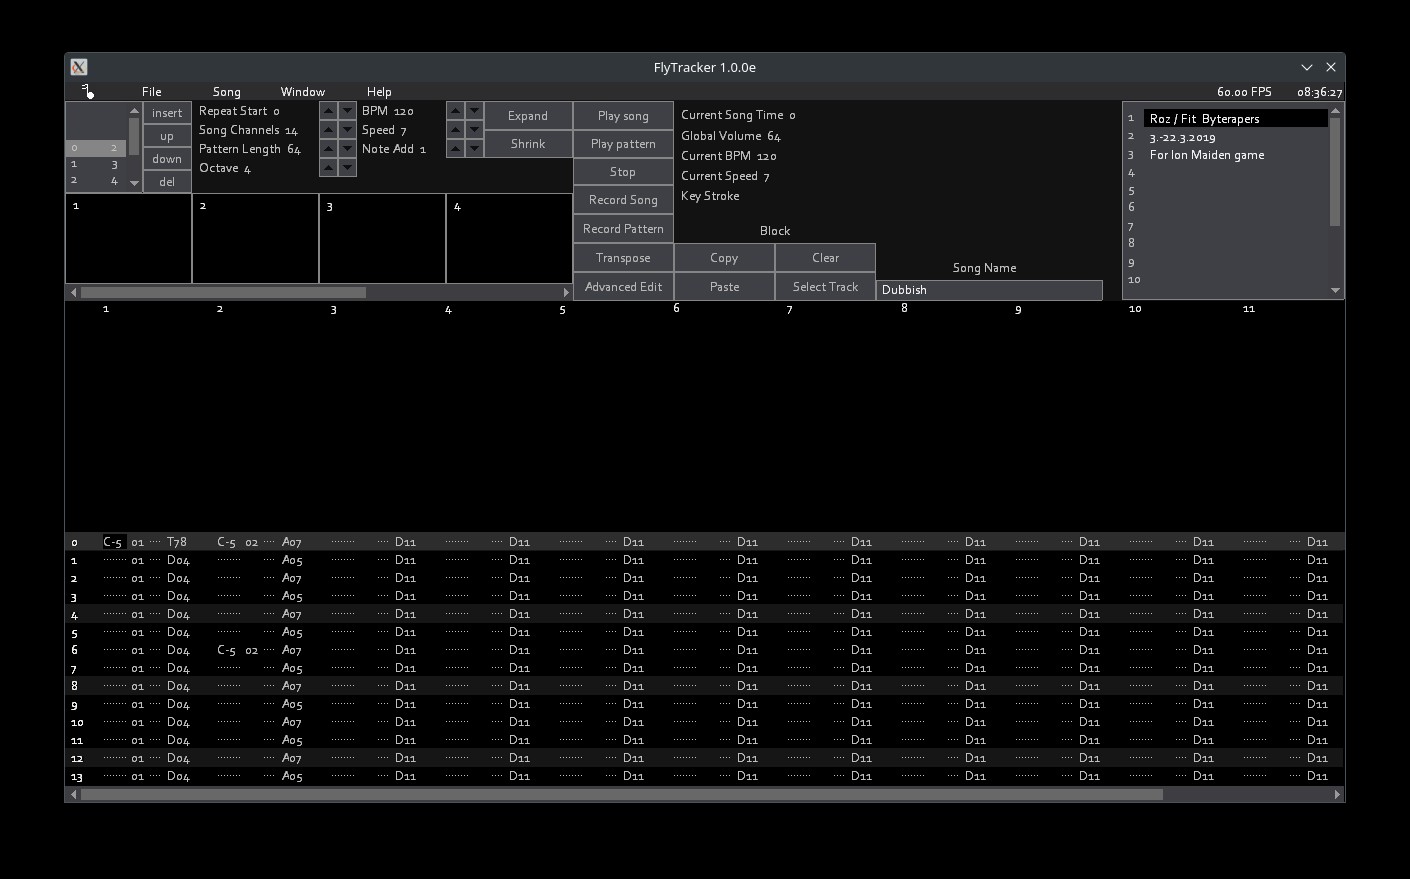 FlyTracker 1.0.0e
File Song Window Help 60.00 FPS 08:36:27
0 2
1 3
2 4
insert
up
down
del
Repeat Start 0
Song Channels 14
Pattern Length 64
Octave 4
BPM 120
Speed 7
Note Add 1
Expand
Shrink
Play song
Play pattern
Stop
Record Song
Record Pattern
Transpose
Advanced Edit
Current Song Time 0
Global Volume 64
Current BPM 120
Current Speed 7
Key Stroke
Block
Copy Clear
Paste Select Track
Song Name
Dubbish
1 Roz / Fit Byterapers
2 3.-22.3.2019
3 For Ion Maiden game
4
5
6
7
8
9
10
1 2 3 4
1 2 3 4 5 6 7 8 9 10 11
0 C-5 01 ···· T78 C-5 02 ···· A07 ······· ···· D11 ······· ···· D11 ······· ···· D11 ······· ···· D11 ······· ···· D11 ······· ···· D11 ······· ···· D11 ······· ···· D11 ······· ···· D11
1 ······· 01 ···· D04 ······· ···· A05 ······· ···· D11 ······· ···· D11 ······· ···· D11 ······· ···· D11 ······· ···· D11 ······· ···· D11 ······· ···· D11 ······· ···· D11 ······· ···· D11
2 ······· 01 ···· D04 ······· ···· A07 ······· ···· D11 ······· ···· D11 ······· ···· D11 ······· ···· D11 ······· ···· D11 ······· ···· D11 ······· ···· D11 ······· ···· D11 ······· ···· D11
3 ······· 01 ···· D04 ······· ···· A05 ······· ···· D11 ······· ···· D11 ······· ···· D11 ······· ···· D11 ······· ···· D11 ······· ···· D11 ······· ···· D11 ······· ···· D11 ······· ···· D11
4 ······· 01 ···· D04 ······· ···· A07 ······· ···· D11 ······· ···· D11 ······· ···· D11 ······· ···· D11 ······· ···· D11 ······· ···· D11 ······· ···· D11 ······· ···· D11 ······· ···· D11
5 ······· 01 ···· D04 ······· ···· A05 ······· ···· D11 ······· ···· D11 ······· ···· D11 ······· ···· D11 ······· ···· D11 ······· ···· D11 ······· ···· D11 ······· ···· D11 ······· ···· D11
6 ······· 01 ···· D04 C-5 02 ···· A07 ······· ···· D11 ······· ···· D11 ······· ···· D11 ······· ···· D11 ······· ···· D11 ······· ···· D11 ······· ···· D11 ······· ···· D11 ······· ···· D11
7 ······· 01 ···· D04 ······· ···· A05 ······· ···· D11 ······· ···· D11 ······· ···· D11 ······· ···· D11 ······· ···· D11 ······· ···· D11 ······· ···· D11 ······· ···· D11 ······· ···· D11
8 ······· 01 ···· D04 ······· ···· A07 ······· ···· D11 ······· ···· D11 ······· ···· D11 ······· ···· D11 ······· ···· D11 ······· ···· D11 ······· ···· D11 ······· ···· D11 ······· ···· D11
9 ······· 01 ···· D04 ······· ···· A05 ······· ···· D11 ······· ···· D11 ······· ···· D11 ······· ···· D11 ······· ···· D11 ······· ···· D11 ······· ···· D11 ······· ···· D11 ······· ···· D11
10 ······· 01 ···· D04 ······· ···· A07 ······· ···· D11 ······· ···· D11 ······· ···· D11 ······· ···· D11 ······· ···· D11 ······· ···· D11 ······· ···· D11 ······· ···· D11 ······· ···· D11
11 ······· 01 ···· D04 ······· ···· A05 ······· ···· D11 ······· ···· D11 ······· ···· D11 ······· ···· D11 ······· ···· D11 ······· ···· D11 ······· ···· D11 ······· ···· D11 ······· ···· D11
12 ······· 01 ···· D04 ······· ···· A07 ······· ···· D11 ······· ···· D11 ······· ···· D11 ······· ···· D11 ······· ···· D11 ······· ···· D11 ······· ···· D11 ······· ···· D11 ······· ···· D11
13 ······· 01 ···· D04 ······· ···· A05 ······· ···· D11 ······· ···· D11 ······· ···· D11 ······· ···· D11 ······· ···· D11 ······· ···· D11 ······· ···· D11 ······· ···· D11 ······· ···· D11